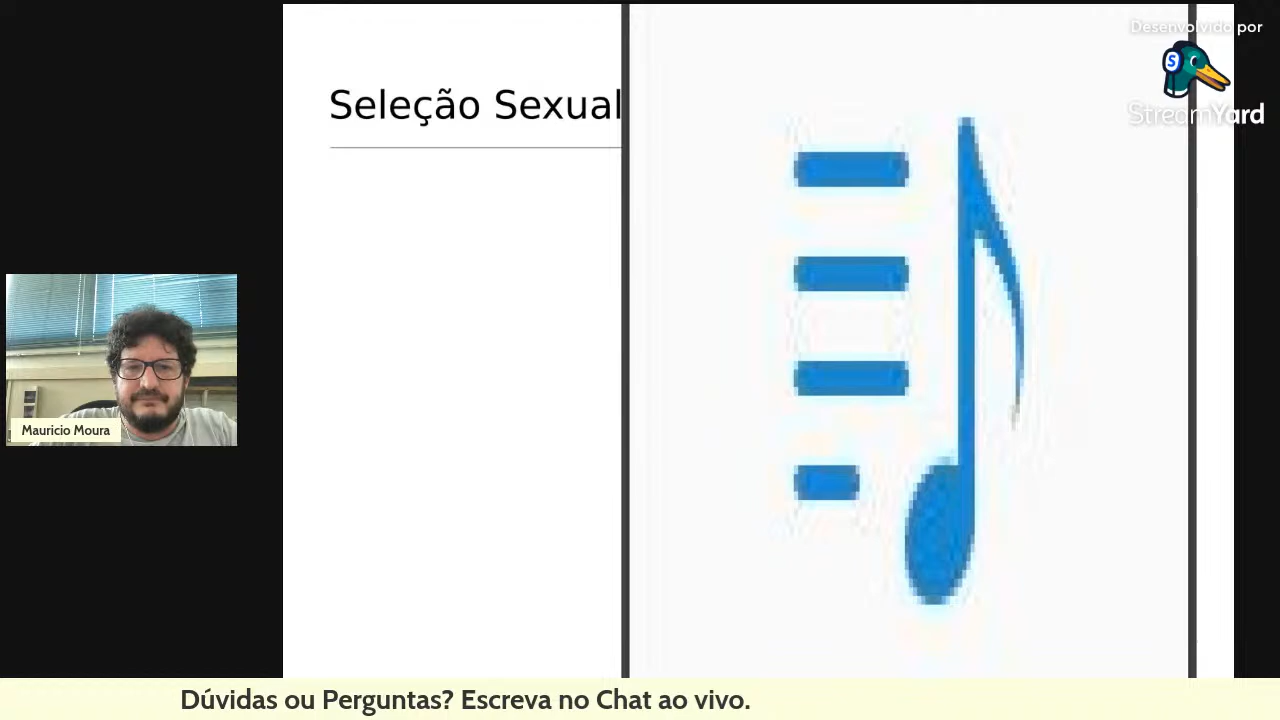 Desenvolvido por
StreamYard
Seleção Sexual
Mauricio Moura
Dúvidas ou Perguntas? Escreva no Chat ao vivo.